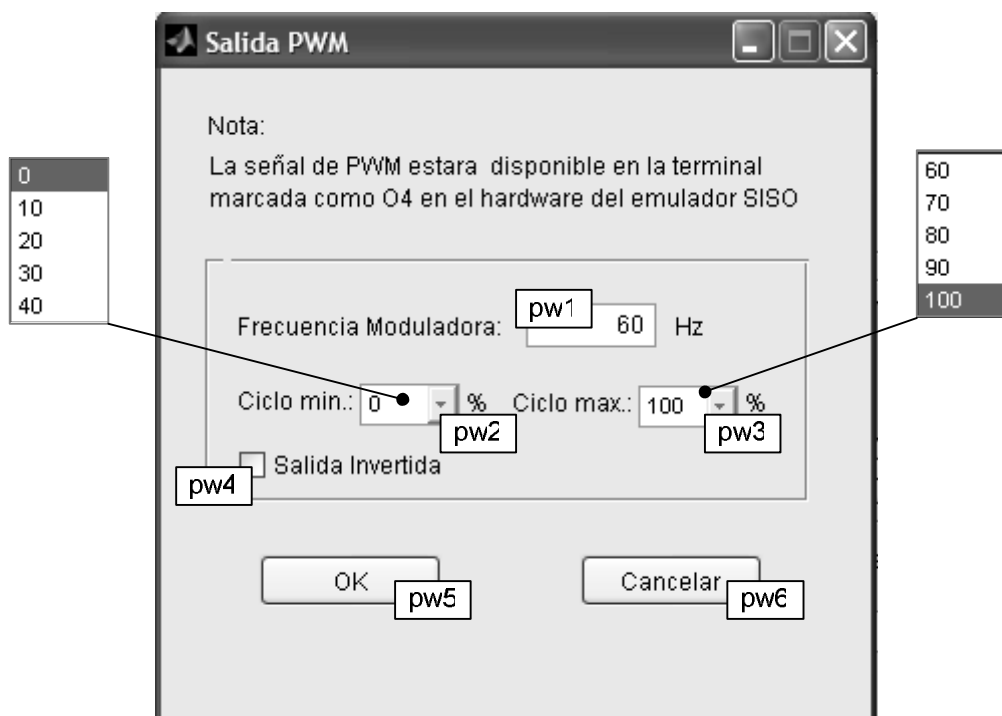 Salida PWM
Nota:
La señal de PWM estara disponible en la terminal
marcada como O4 en el hardware del emulador SISO
0
10
20
30
40
60
70
80
90
100
Frecuencia Moduladora: pw1 60 Hz
Ciclo min.: 0 % Ciclo max.: 100 %
pw2 pw3
Salida Invertida
pw4
OK Cancelar
pw5 pw6